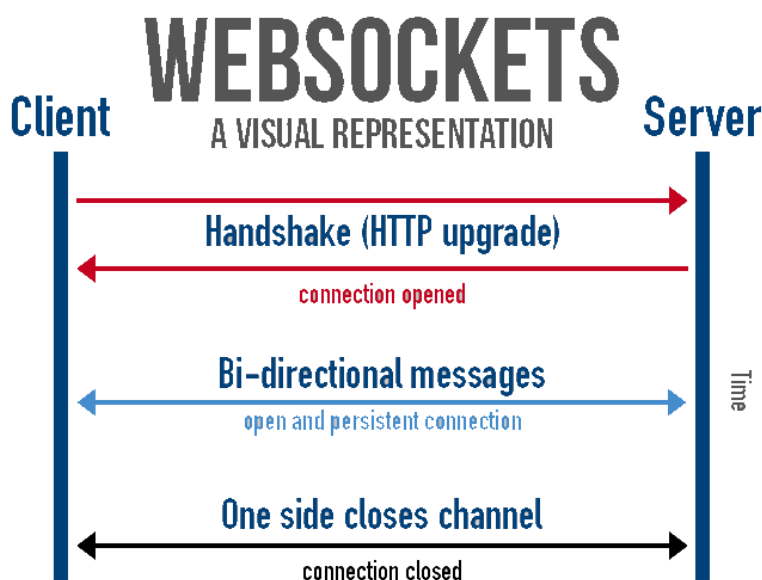 WEBSOCKETS
A VISUAL REPRESENTATION
Client
Server
Handshake (HTTP upgrade)
connection opened
Bi-directional messages
open and persistent connection
Time
One side closes channel
connection closed